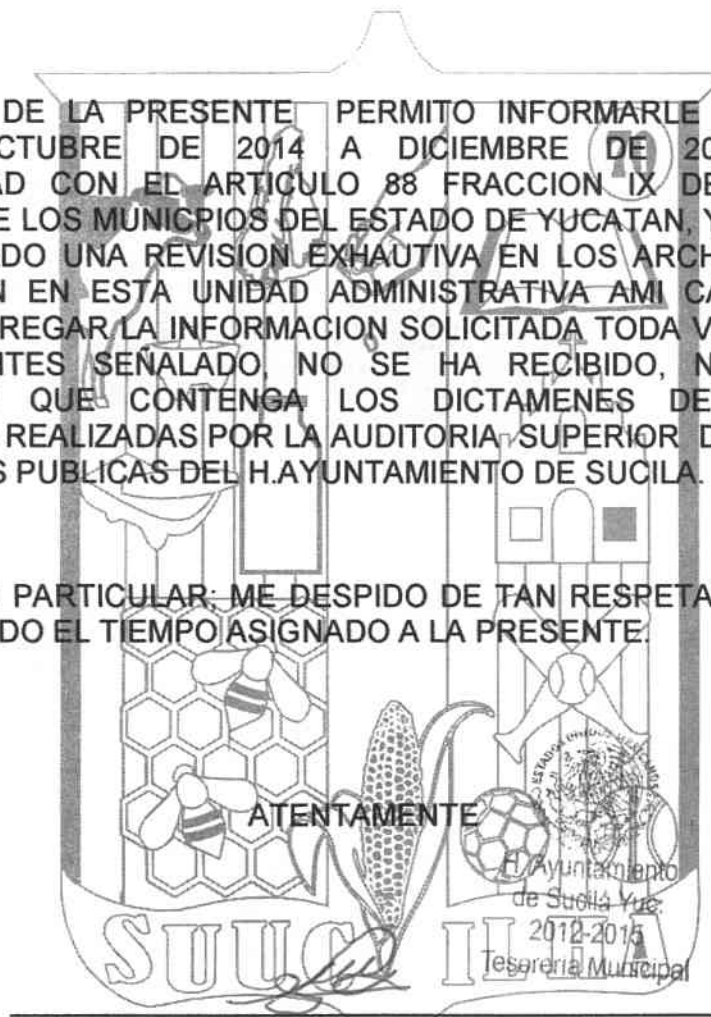 DE LA PRESENTE PERMITO INFORMARLE
CTUBRE DE 2014 A DICIEMBRE DE 20
AD CON EL ARTICULO 88 FRACCION IX DE
E LOS MUNICPIOS DEL ESTADO DE YUCATAN, Y
DO UNA REVISION EXHAUTIVA EN LOS ARCH
N EN ESTA UNIDAD ADMINISTRATIVA AMI CA
REGAR LA INFORMACION SOLICITADA TODA V
NTES SEÑALADO, NO SE HA RECIBIDO, N
QUE CONTENGA LOS DICTAMENES DE
REALIZADAS POR LA AUDITORIA SUPERIOR D
S PUBLICAS DEL H.AYUNTAMIENTO DE SUCILA.
PARTICULAR; ME DESPIDO DE TAN RESPETA
DO EL TIEMPO ASIGNADO A LA PRESENTE.
ATENTAMENTE
H. Ayuntamiento
de Sucilá Yuc.
2012-2015
Tesoreria Municipal